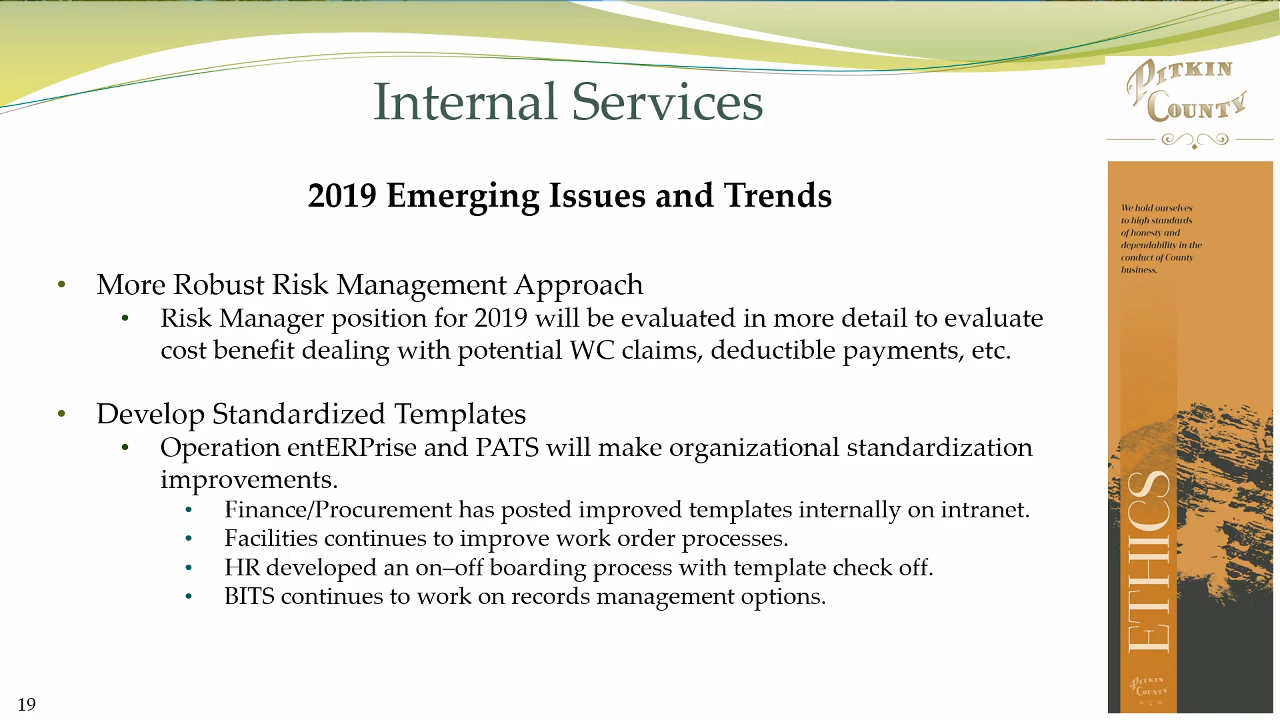 Internal Services
PITKIN
COUNTY
2019 Emerging Issues and Trends
We hold ourselves
to high standards
of honesty and
dependability in the
conduct of County
business.
• More Robust Risk Management Approach
• Risk Manager position for 2019 will be evaluated in more detail to evaluate
cost benefit dealing with potential WC claims, deductible payments, etc.
• Develop Standardized Templates
• Operation entERPrise and PATS will make organizational standardization
improvements.
• Finance/Procurement has posted improved templates internally on intranet.
• Facilities continues to improve work order processes.
• HR developed an on–off boarding process with template check off.
• BITS continues to work on records management options.
ETHICS
PITKIN
COUNTY
19